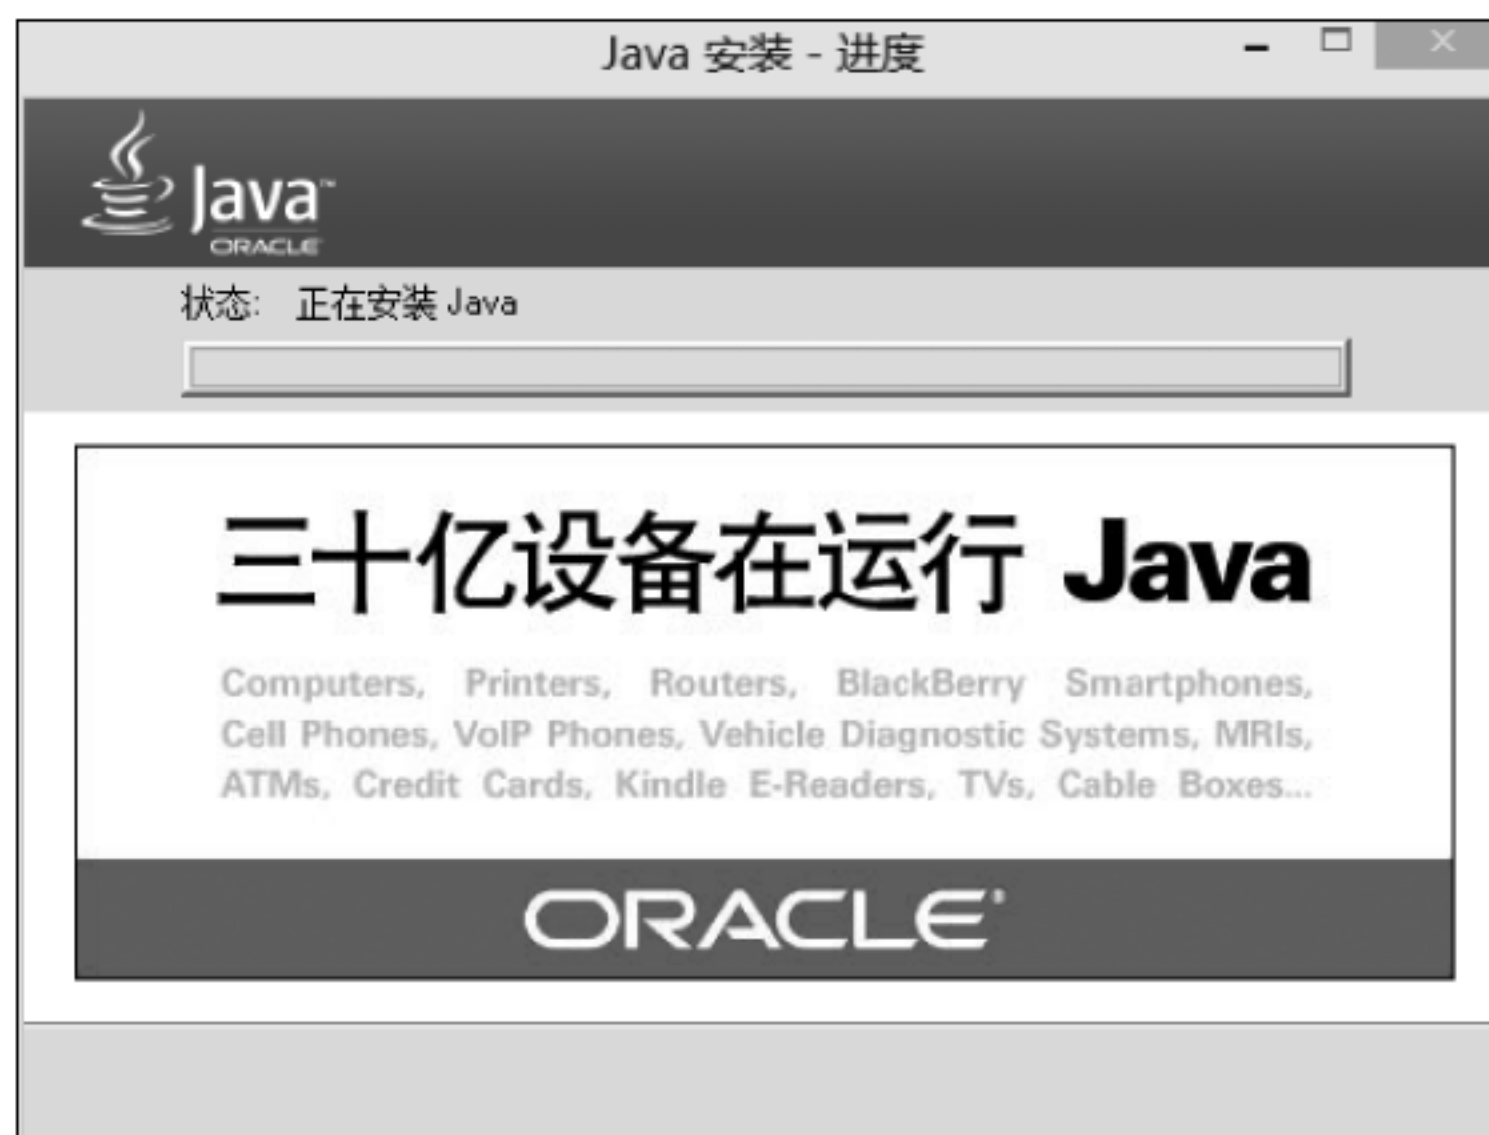 Java 安装 - 进度
Java™
ORACLE
状态: 正在安装 Java
三十亿设备在运行 Java
Computers, Printers, Routers, BlackBerry Smartphones,
Cell Phones, VoIP Phones, Vehicle Diagnostic Systems, MRIs,
ATMs, Credit Cards, Kindle E-Readers, TVs, Cable Boxes...
ORACLE®